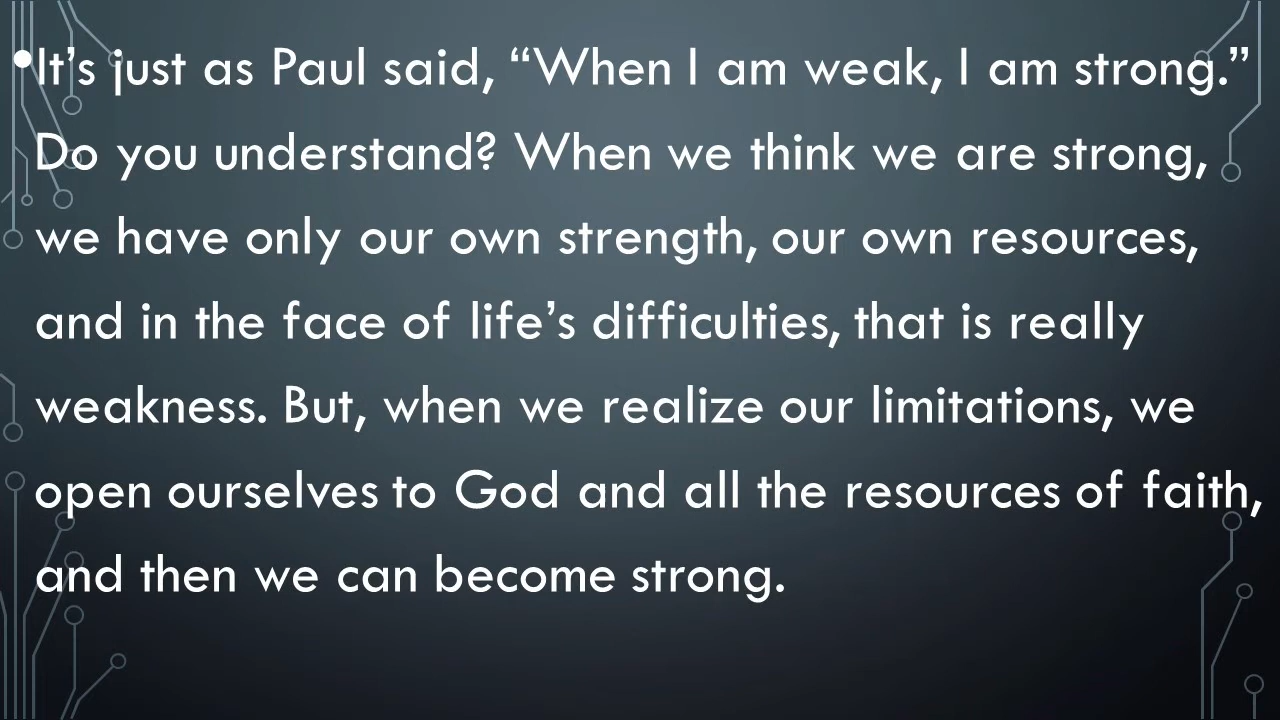 •It’s just as Paul said, “When I am weak, I am strong.”
Do you understand? When we think we are strong,
we have only our own strength, our own resources,
and in the face of life’s difficulties, that is really
weakness. But, when we realize our limitations, we
open ourselves to God and all the resources of faith,
and then we can become strong.